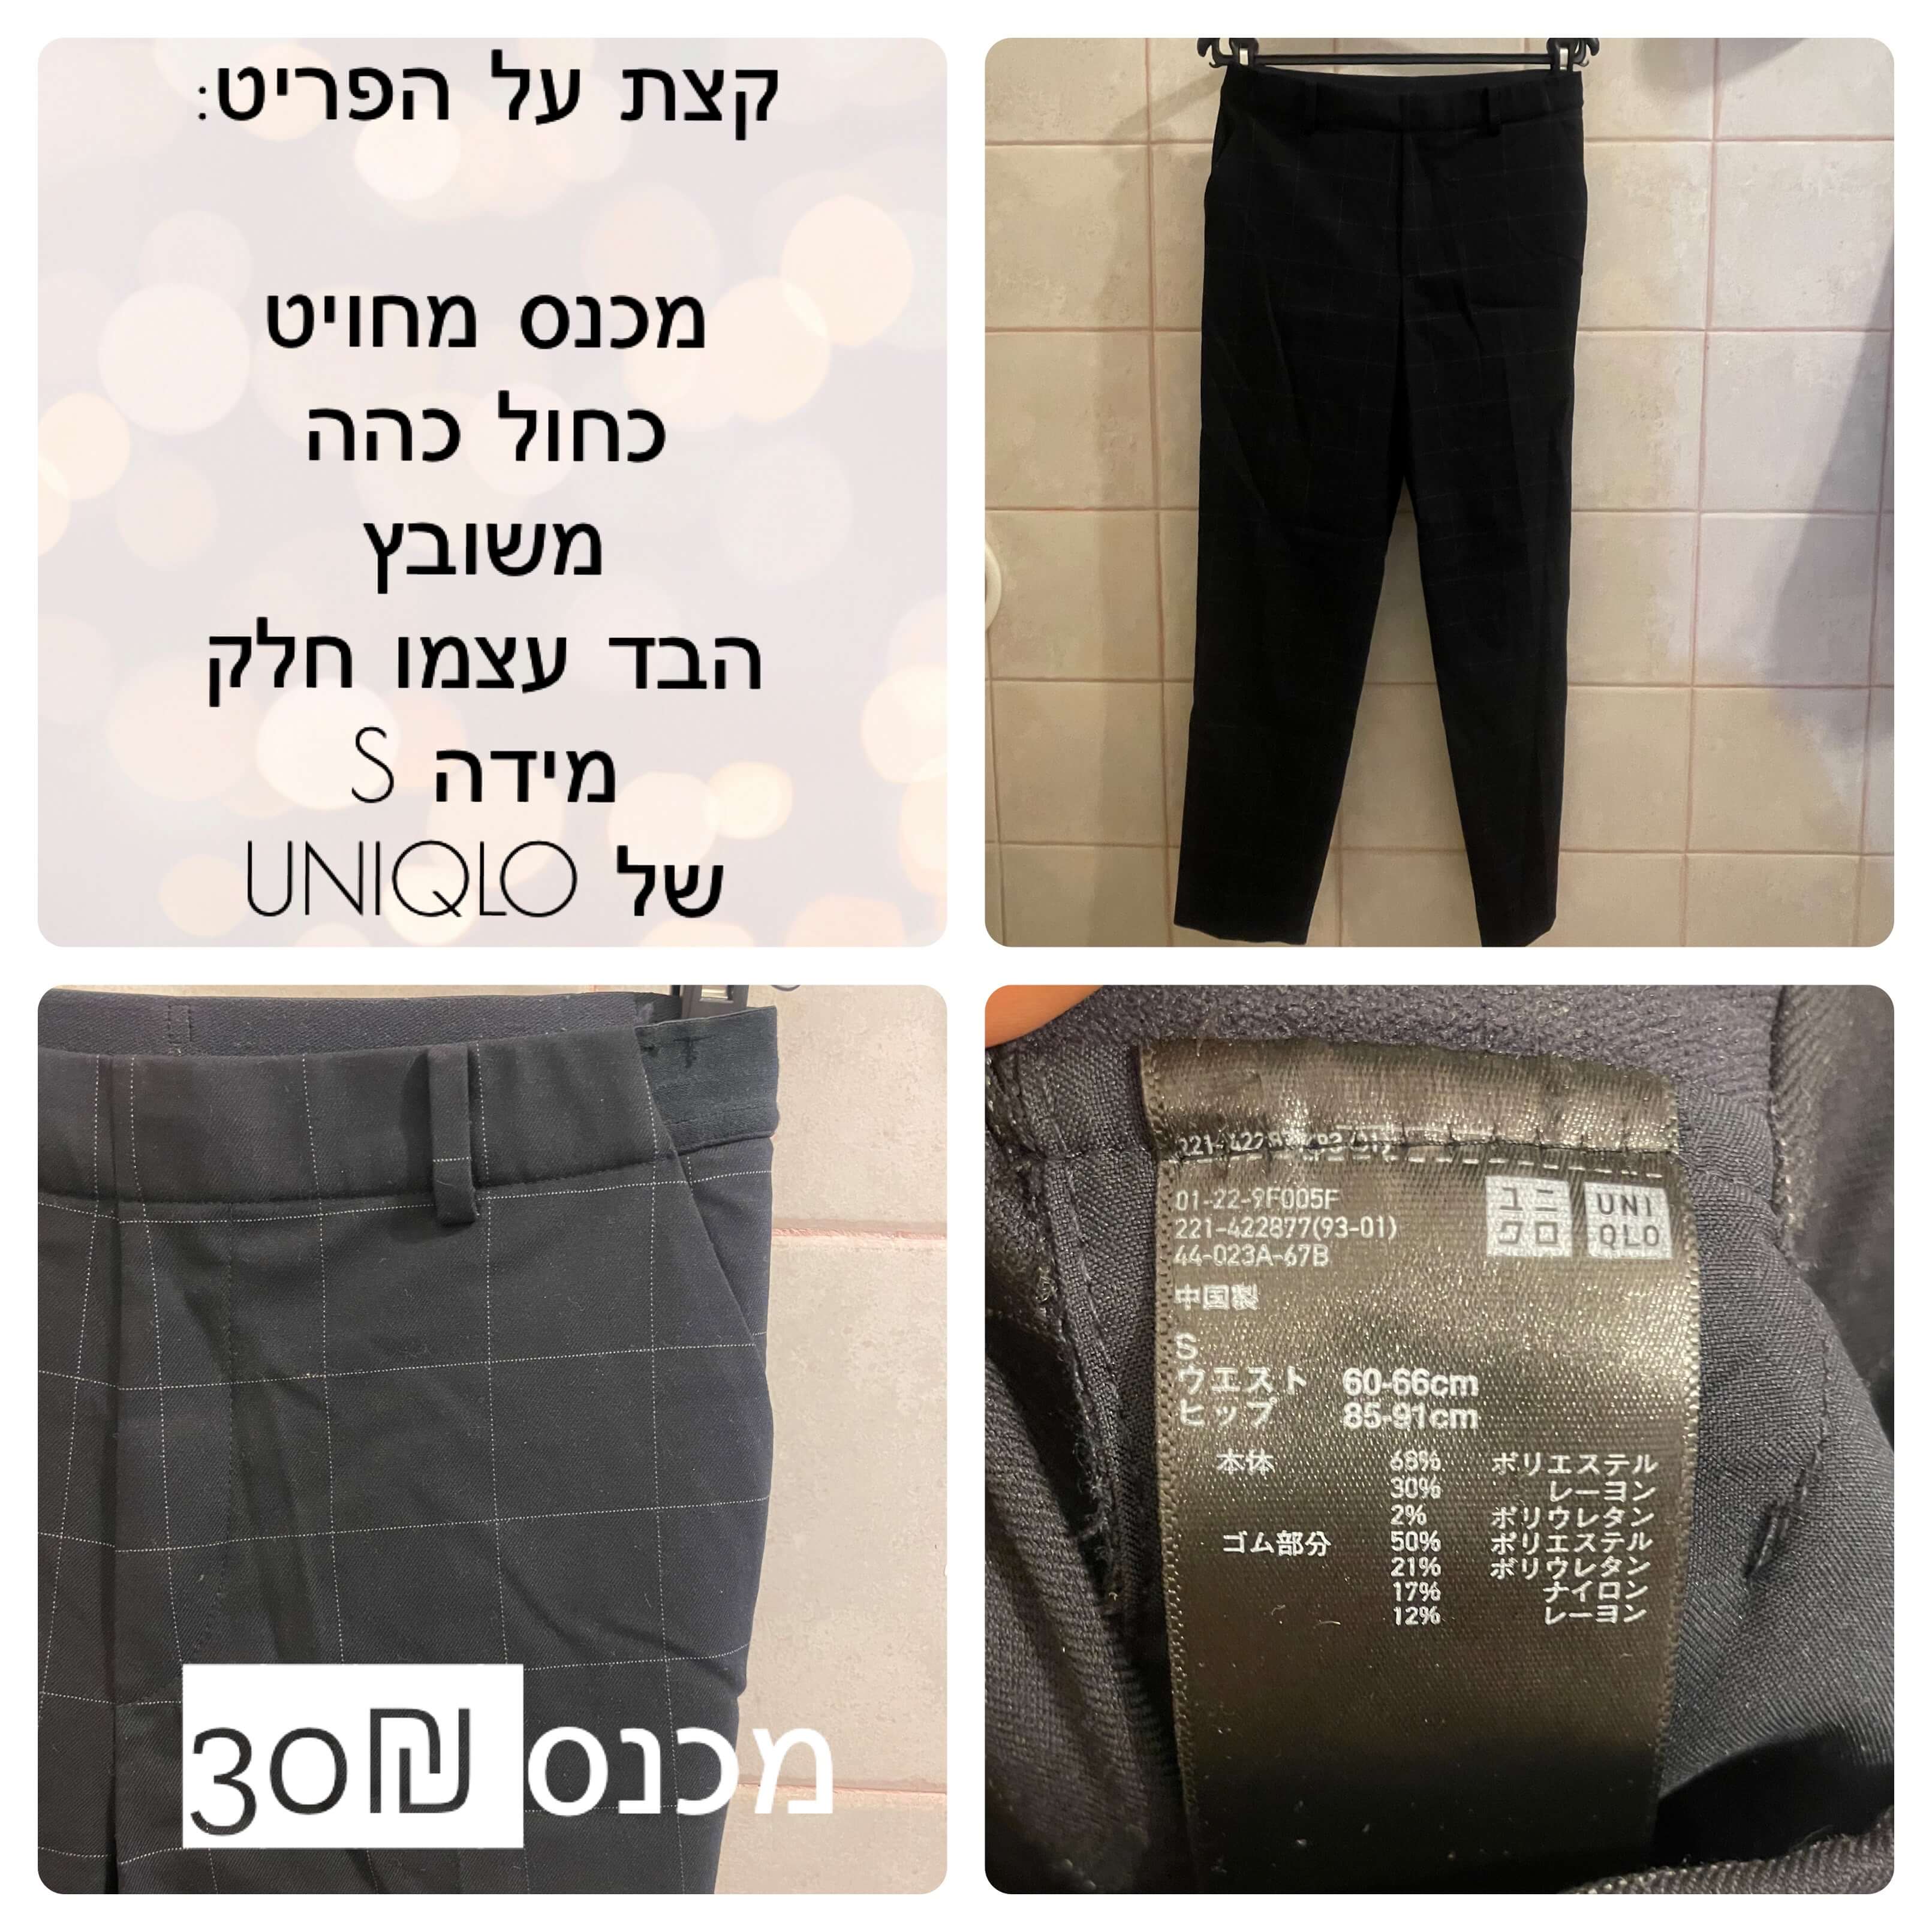 קצת על הפריט:
מכנס מחויט
כחול כהה
משובץ
הבד עצמו חלק
מידה S
של UNIQLO
מכנס 30₪
01-22-9F005F
221-422877(93-01)
44-023A-67B
ユニ
クロ
UNI
QLO
中国製
S
ウエスト 60-66cm
ヒップ 85-91cm
本体 68% ポリエステル
30% レーヨン
2% ポリウレタン
ゴム部分 50% ポリエステル
21% ポリウレタン
17% ナイロン
12% レーヨン